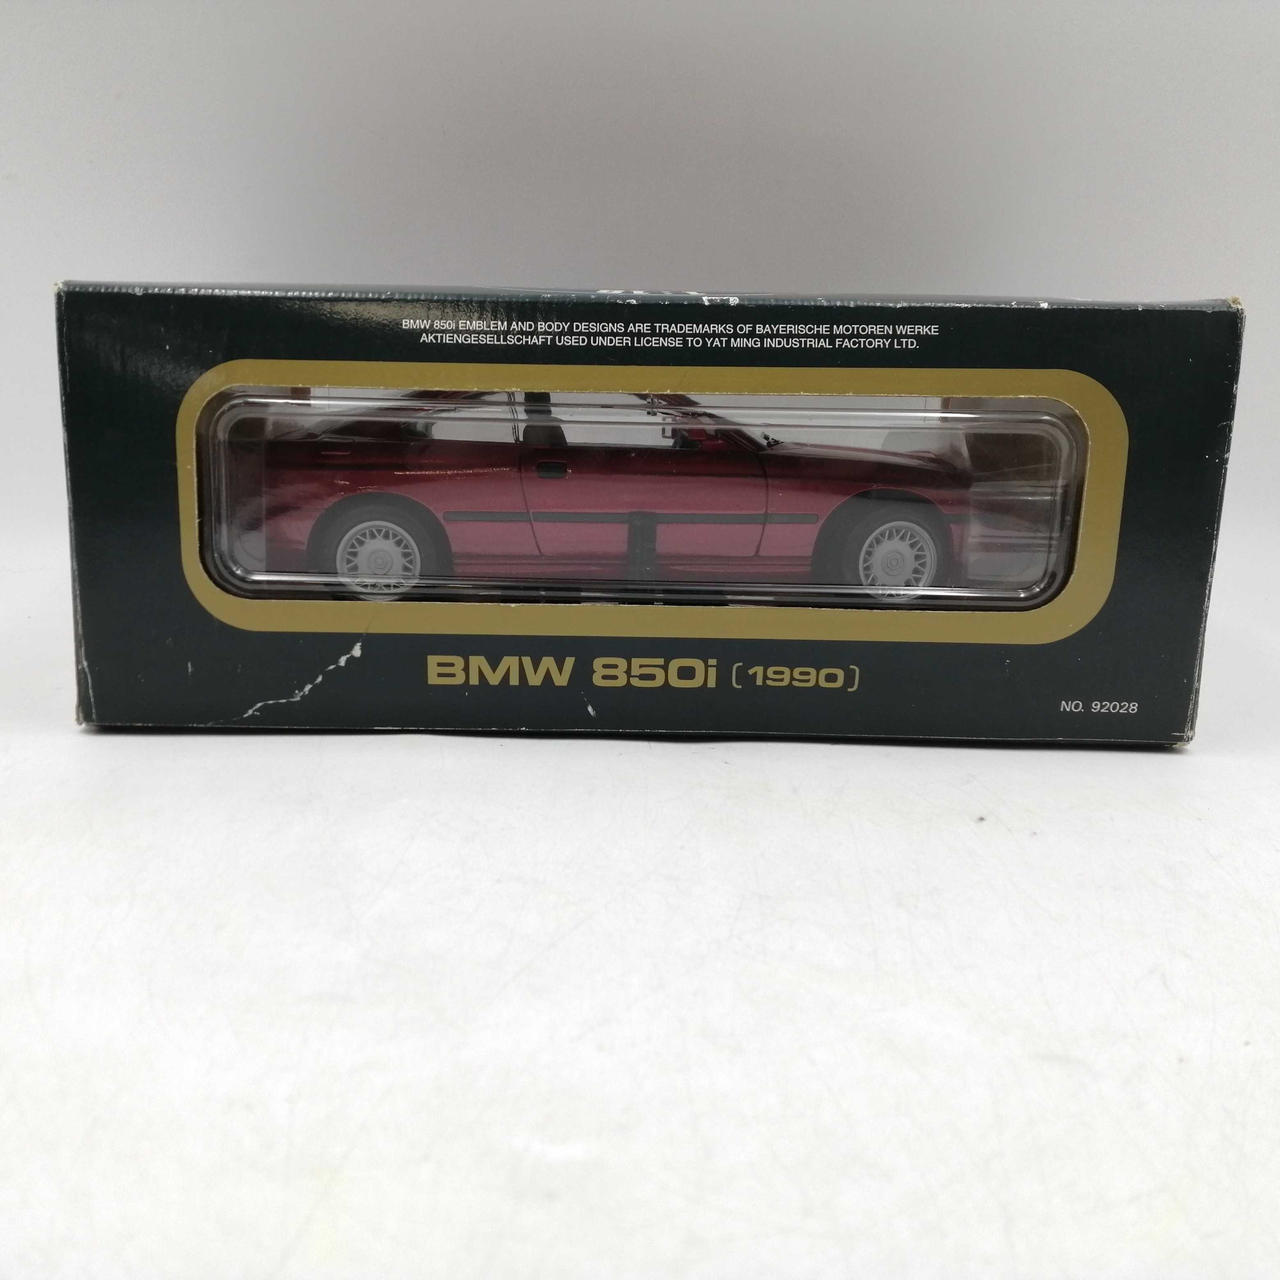 BMW 850i EMBLEM AND BODY DESIGNS ARE TRADEMARKS OF BAYERISCHE MOTOREN WERKE
AKTIENGESELLSCHAFT USED UNDER LICENSE TO YAT MING INDUSTRIAL FACTORY LTD.
BMW 850i (1990)
NO. 92028